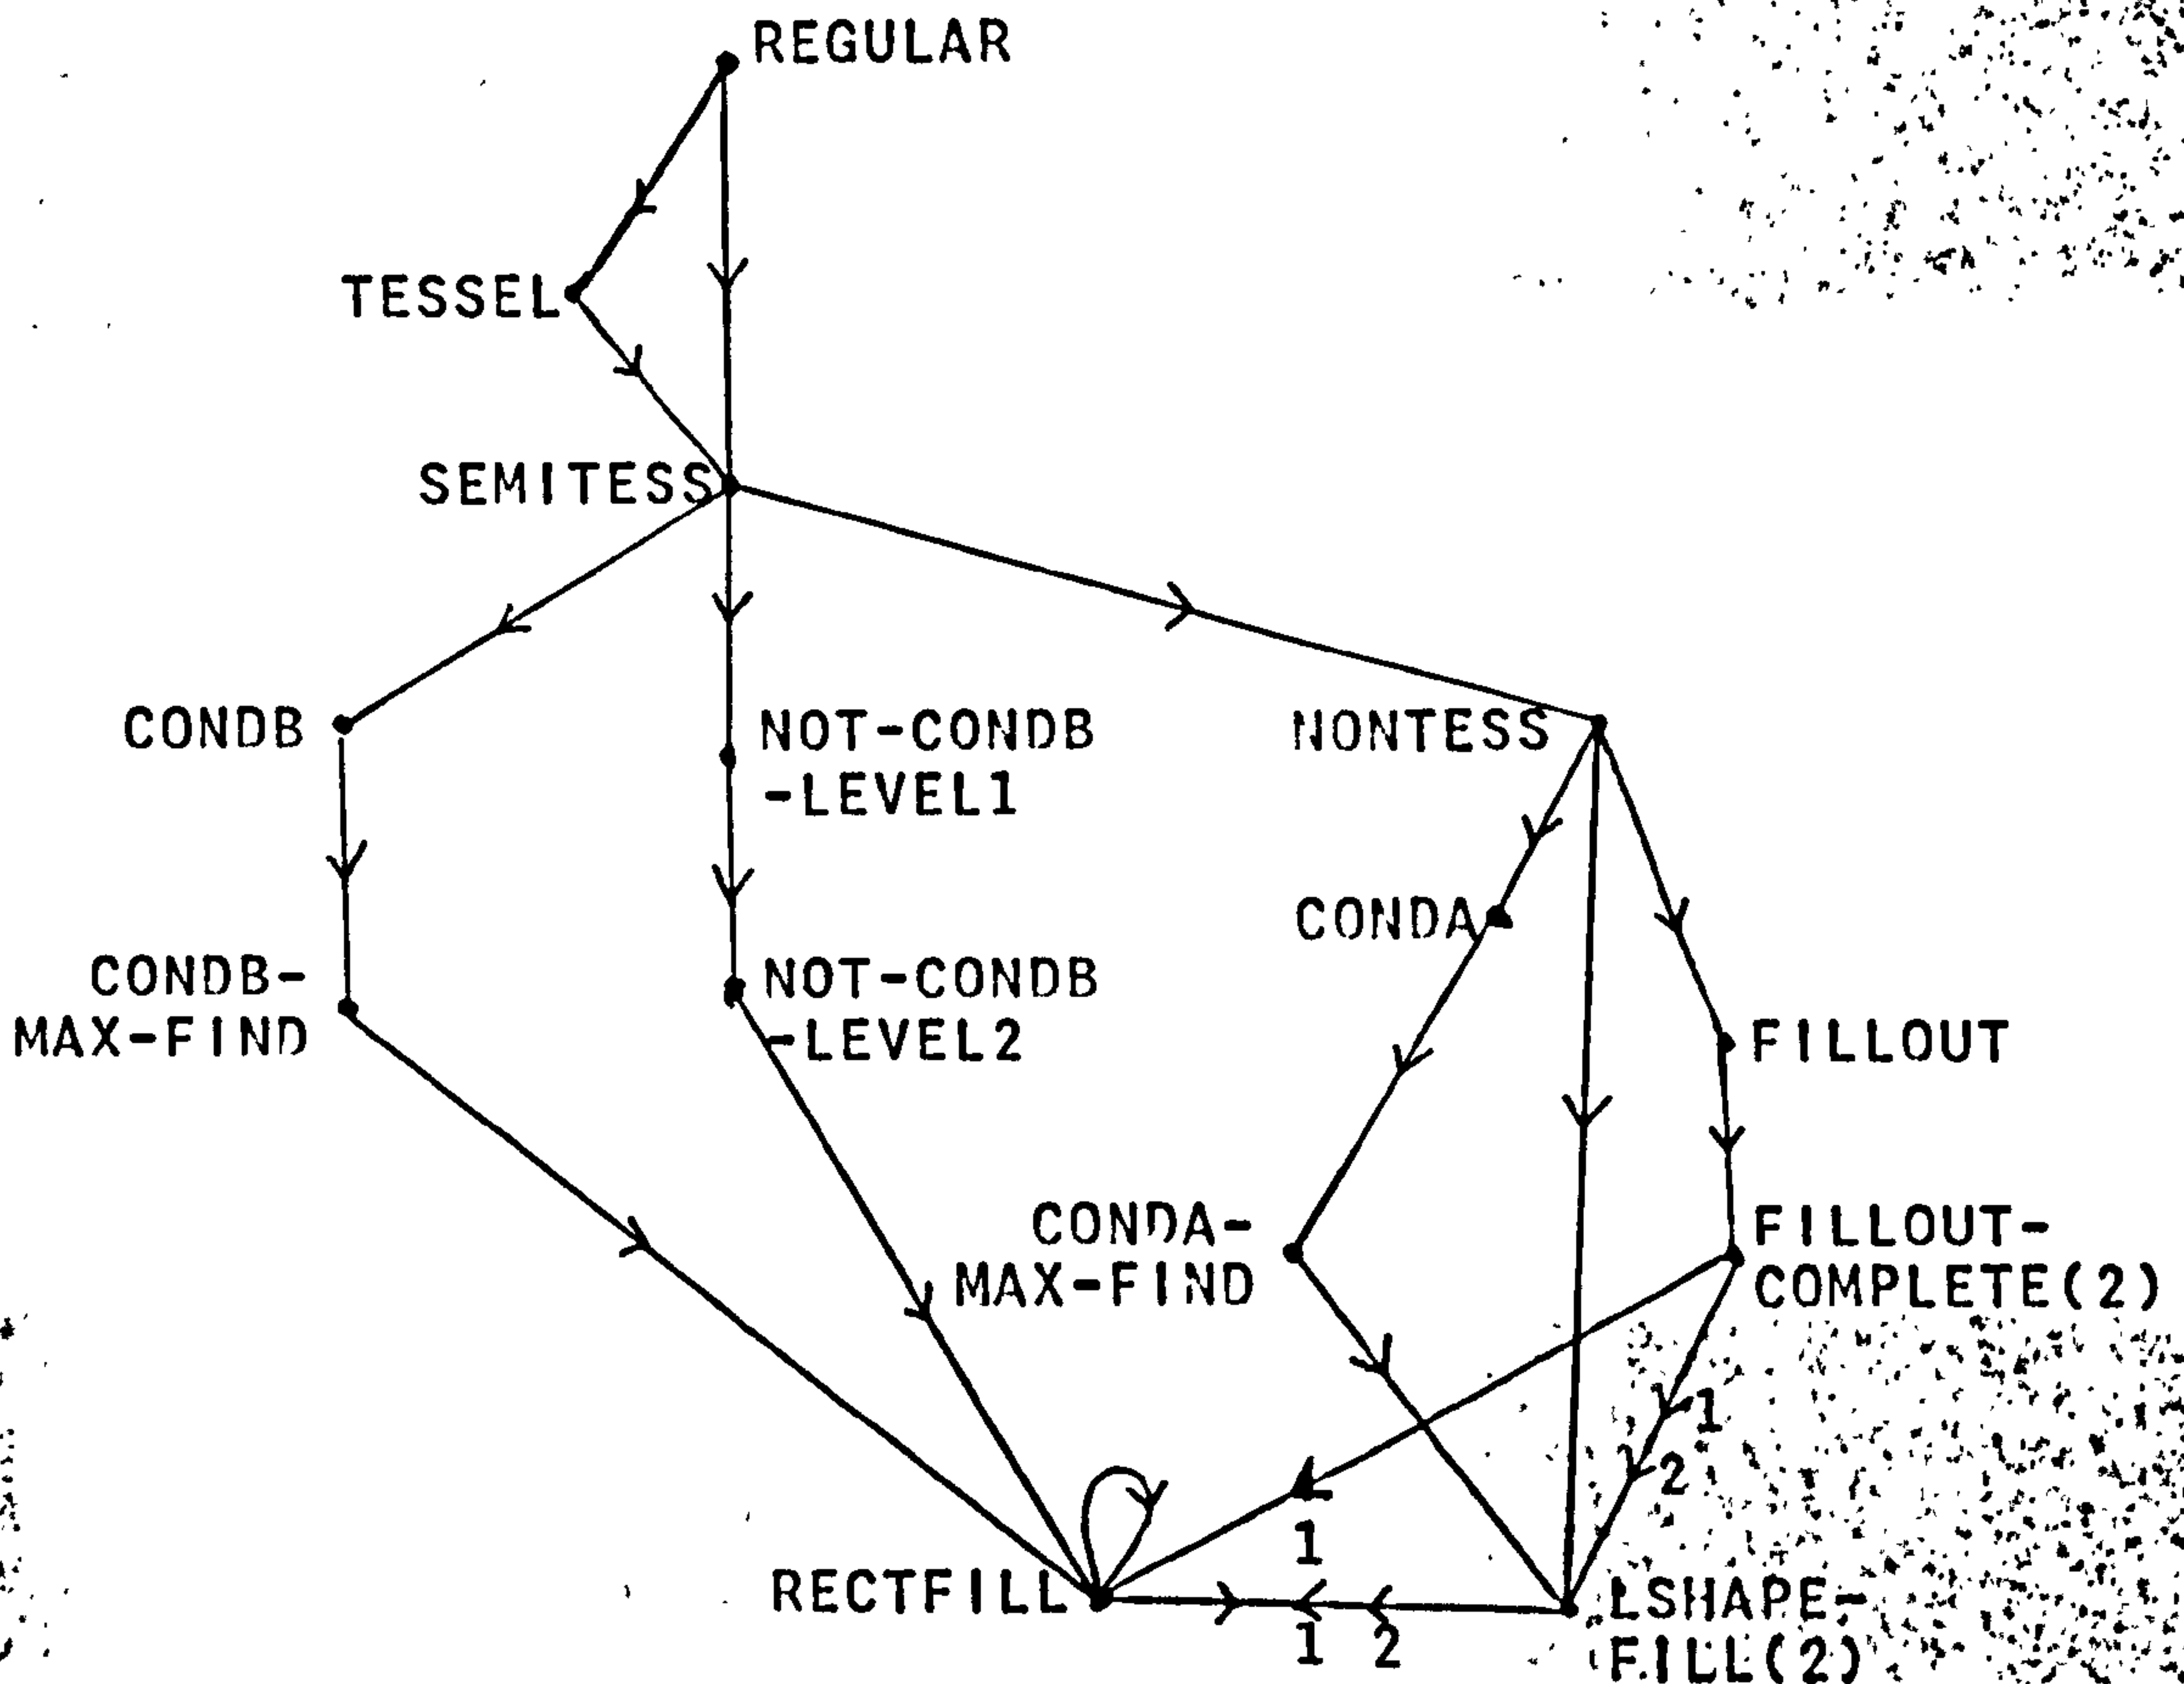 REGULAR
TESSEL
SEMITESS
CONDB
NOT-CONDB
-LEVEL1
NONTESS
CONDA
CONDB-
MAX-FIND
NOT-CONDB
-LEVEL2
FILLOUT
CONDA-
MAX-FIND
FILLOUT-
COMPLETE(2)
1
2
1
RECTFILL
1 2
LSHAPE-
FILL(2)